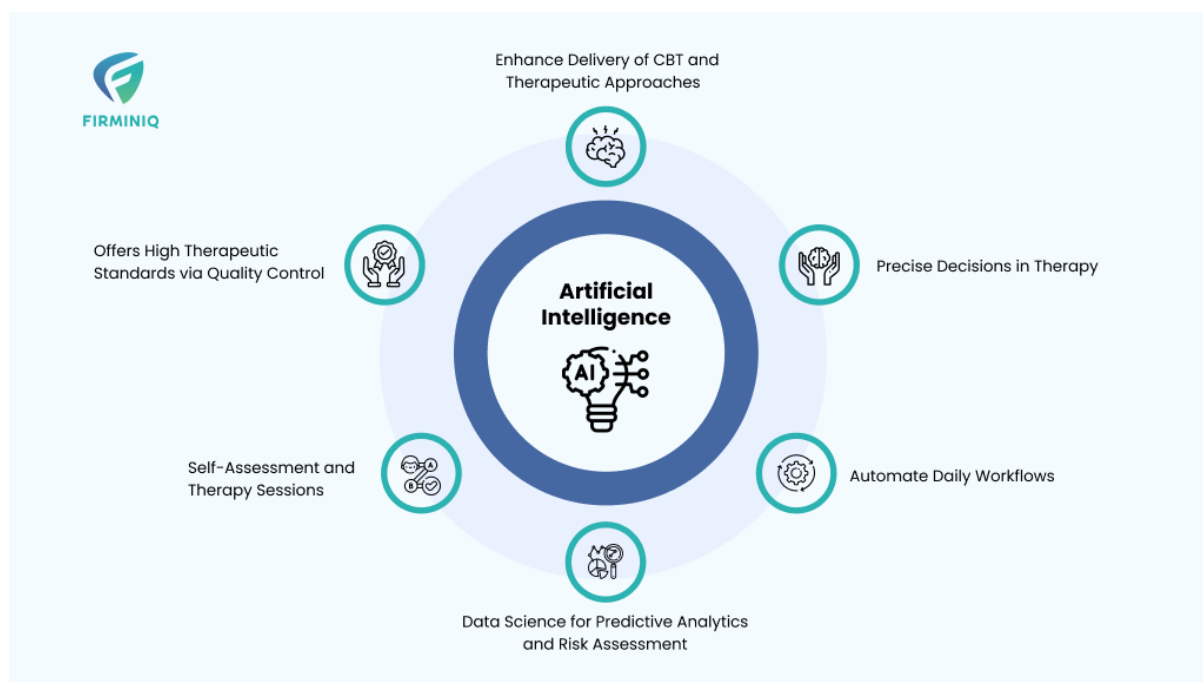 FIRMINIQ
Enhance Delivery of CBT and
Therapeutic Approaches
Offers High Therapeutic
Standards via Quality Control
Precise Decisions in Therapy
Artificial
Intelligence
AI
Self-Assessment and
Therapy Sessions
A
B
Automate Daily Workflows
Data Science for Predictive Analytics
and Risk Assessment